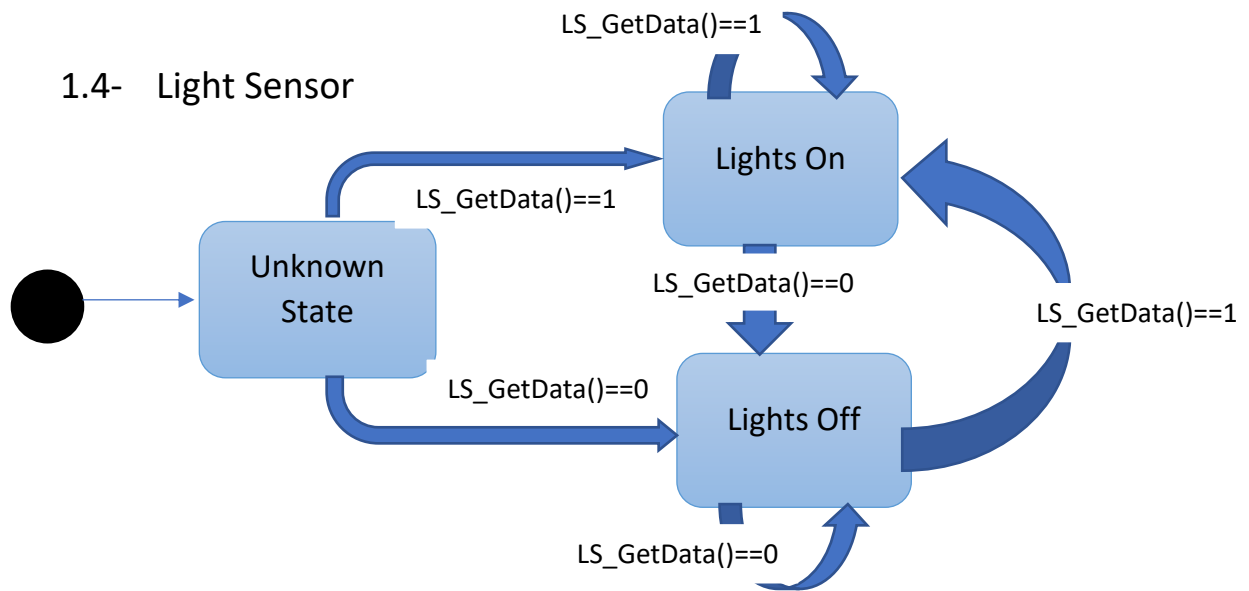 LS_GetData()==1
1.4- Light Sensor
Lights On
LS_GetData()==1
Unknown
State
LS_GetData()==0
LS_GetData()==1
LS_GetData()==0
Lights Off
LS_GetData()==0